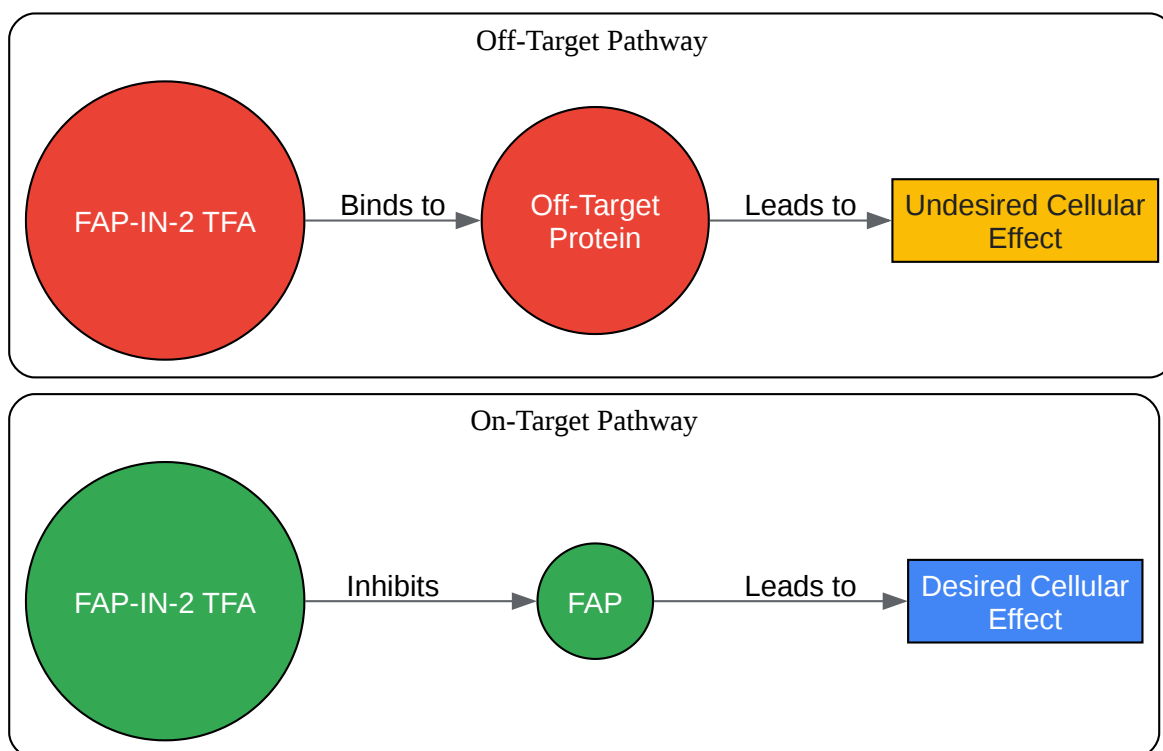 Off-Target Pathway
FAP-IN-2 TFA
Binds to
Off-Target
Protein
Leads to
Undesired Cellular
Effect
On-Target Pathway
FAP-IN-2 TFA
Inhibits
FAP
Leads to
Desired Cellular
Effect